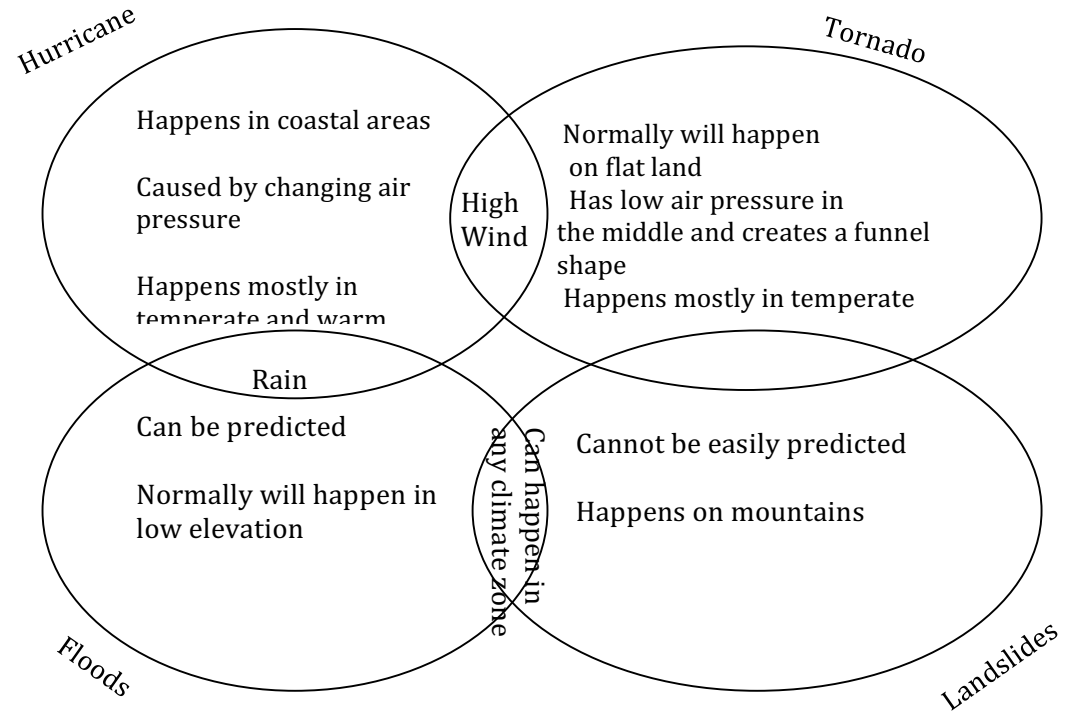 Hurricane
Tornado
Happens in coastal areas
Caused by changing air
pressure
Happens mostly in
temperate and warm
High
Wind
Normally will happen
on flat land
Has low air pressure in
the middle and creates a funnel
shape
Happens mostly in temperate
Rain
Can be predicted
Normally will happen in
low elevation
Can happen in
any climate zone
Cannot be easily predicted
Happens on mountains
Floods
Landslides